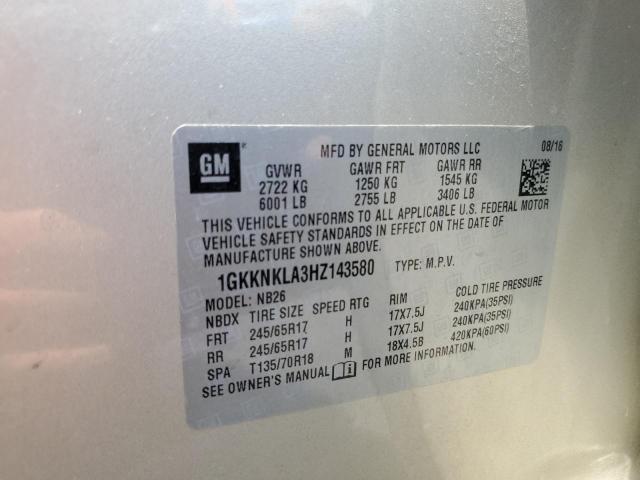 GM
MFD BY GENERAL MOTORS LLC 08/16
GVWR GAWR FRT GAWR RR
2722 KG 1250 KG 1545 KG
6001 LB 2755 LB 3406 LB
THIS VEHICLE CONFORMS TO ALL APPLICABLE U.S. FEDERAL MOTOR
VEHICLE SAFETY STANDARDS IN EFFECT ON THE DATE OF
MANUFACTURE SHOWN ABOVE.
1GKKNKLA3HZ143580 TYPE: M.P.V.
MODEL: NB26
NBDX TIRE SIZE SPEED RTG RIM COLD TIRE PRESSURE
FRT 245/65R17 H 17X7.5J 240KPA(35PSI)
RR 245/65R17 H 17X7.5J 240KPA(35PSI)
SPA T135/70R18 M 18X4.5B 420KPA(60PSI)
SEE OWNER'S MANUAL FOR MORE INFORMATION.